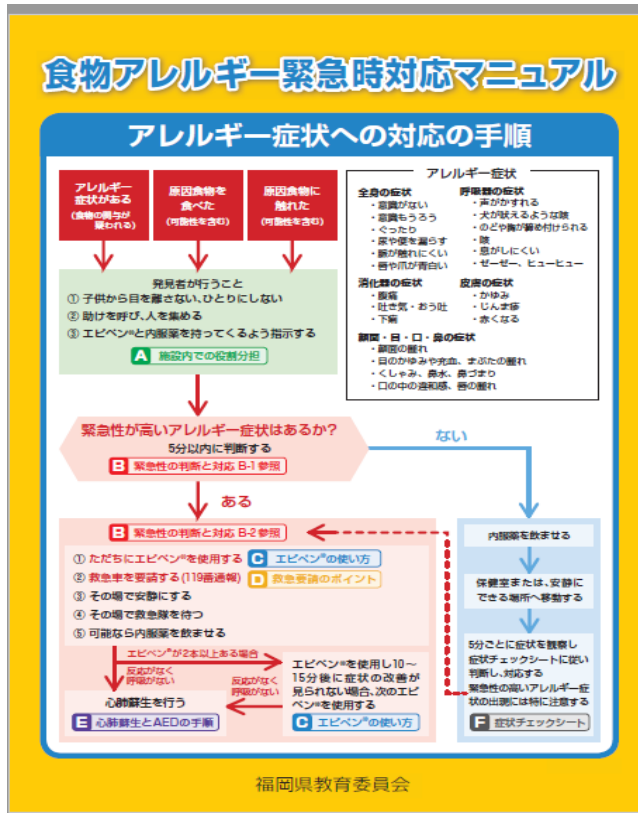 食物アレルギー緊急時対応マニュアル
アレルギー症状への対応の手順
アレルギー
症状がある
(食物の関与が
疑われる)
原因食物を
食べた
(可能性を含む)
原因食物に
触れた
(可能性を含む)
アレルギー症状
全身の症状
・意識がない
・意識もうろう
・ぐったり
・尿や便を漏らす
・脈が触れにくい
・唇や爪が青白い
呼吸器の症状
・声がかすれる
・犬が吠えるような咳
・のどや胸が締め付けられる
・咳
・息がしにくい
・ゼーゼー、ヒューヒュー
消化器の症状
・腹痛
・吐き気・おう吐
・下痢
皮膚の症状
・かゆみ
・じんま疹
・赤くなる
顔面・目・口・鼻の症状
・顔面の腫れ
・目のかゆみや充血、まぶたの腫れ
・くしゃみ、鼻水、鼻づまり
・口の中の違和感、唇の腫れ
発見者が行うこと
① 子供から目を離さない、ひとりにしない
② 助けを呼び、人を集める
③ エピペン®と内服薬を持ってくるよう指示する
A 施設内での役割分担
緊急性が高いアレルギー症状はあるか?
5分以内に判断する
B 緊急性の判断と対応 B-1参照
ない
ある
B 緊急性の判断と対応 B-2参照
① ただちにエピペン®を使用する C エピペン®の使い方
② 救急車を要請する(119番通報) D 救急要請のポイント
③ その場で安静にする
④ その場で救急隊を待つ
⑤ 可能なら内服薬を飲ませる
エピペン®が2本以上ある場合
反応がなく
呼吸がない
反応がなく
呼吸がない
心肺蘇生を行う
E 心肺蘇生とAEDの手順
エピペン®を使用し10~
15分後に症状の改善が
見られない場合、次のエピ
ペン®を使用する
C エピペン®の使い方
内服薬を飲ませる
保健室または、安静に
できる場所へ移動する
5分ごとに症状を観察し
症状チェックシートに従い
判断し、対応する
緊急性の高いアレルギー症
状の出現には特に注意する
F 症状チェックシート
福岡県教育委員会